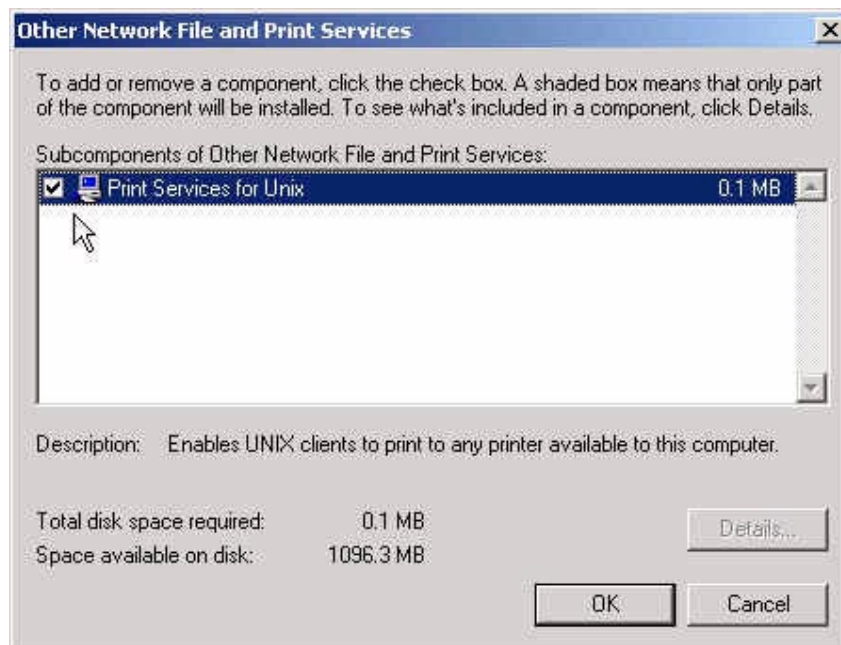 Other Network File and Print Services
To add or remove a component, click the check box. A shaded box means that only part
of the component will be installed. To see what's included in a component, click Details.
Subcomponents of Other Network File and Print Services:
Print Services for Unix 0.1 MB
Description: Enables UNIX clients to print to any printer available to this computer.
Total disk space required: 0.1 MB
Space available on disk: 1096.3 MB
Details...
OK Cancel